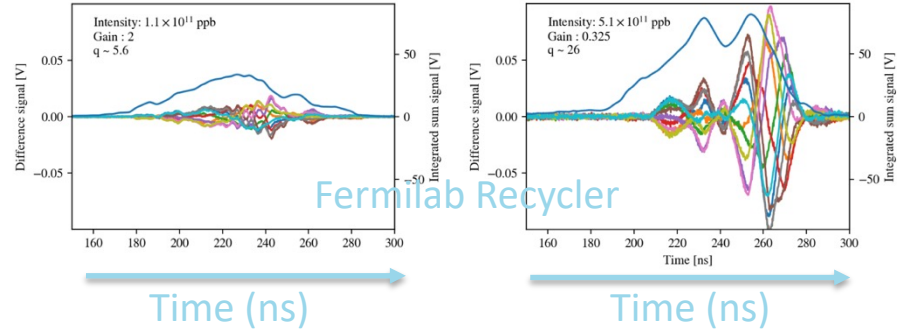 Intensity: 1.1 × 10¹¹ ppb
Gain : 2
q ~ 5.6
0.05
0.00
−0.05
Difference signal [V]
50
0
−50
Integrated sum signal [V]
160 180 200 220 240 260 280 300
Intensity: 5.1 × 10¹¹ ppb
Gain : 0.325
q ~ 26
0.05
0.00
−0.05
Difference signal [V]
50
0
−50
Integrated sum signal [V]
160 180 200 220 240 260 280 300
Time [ns]
Fermilab Recycler
Time (ns)
Time (ns)